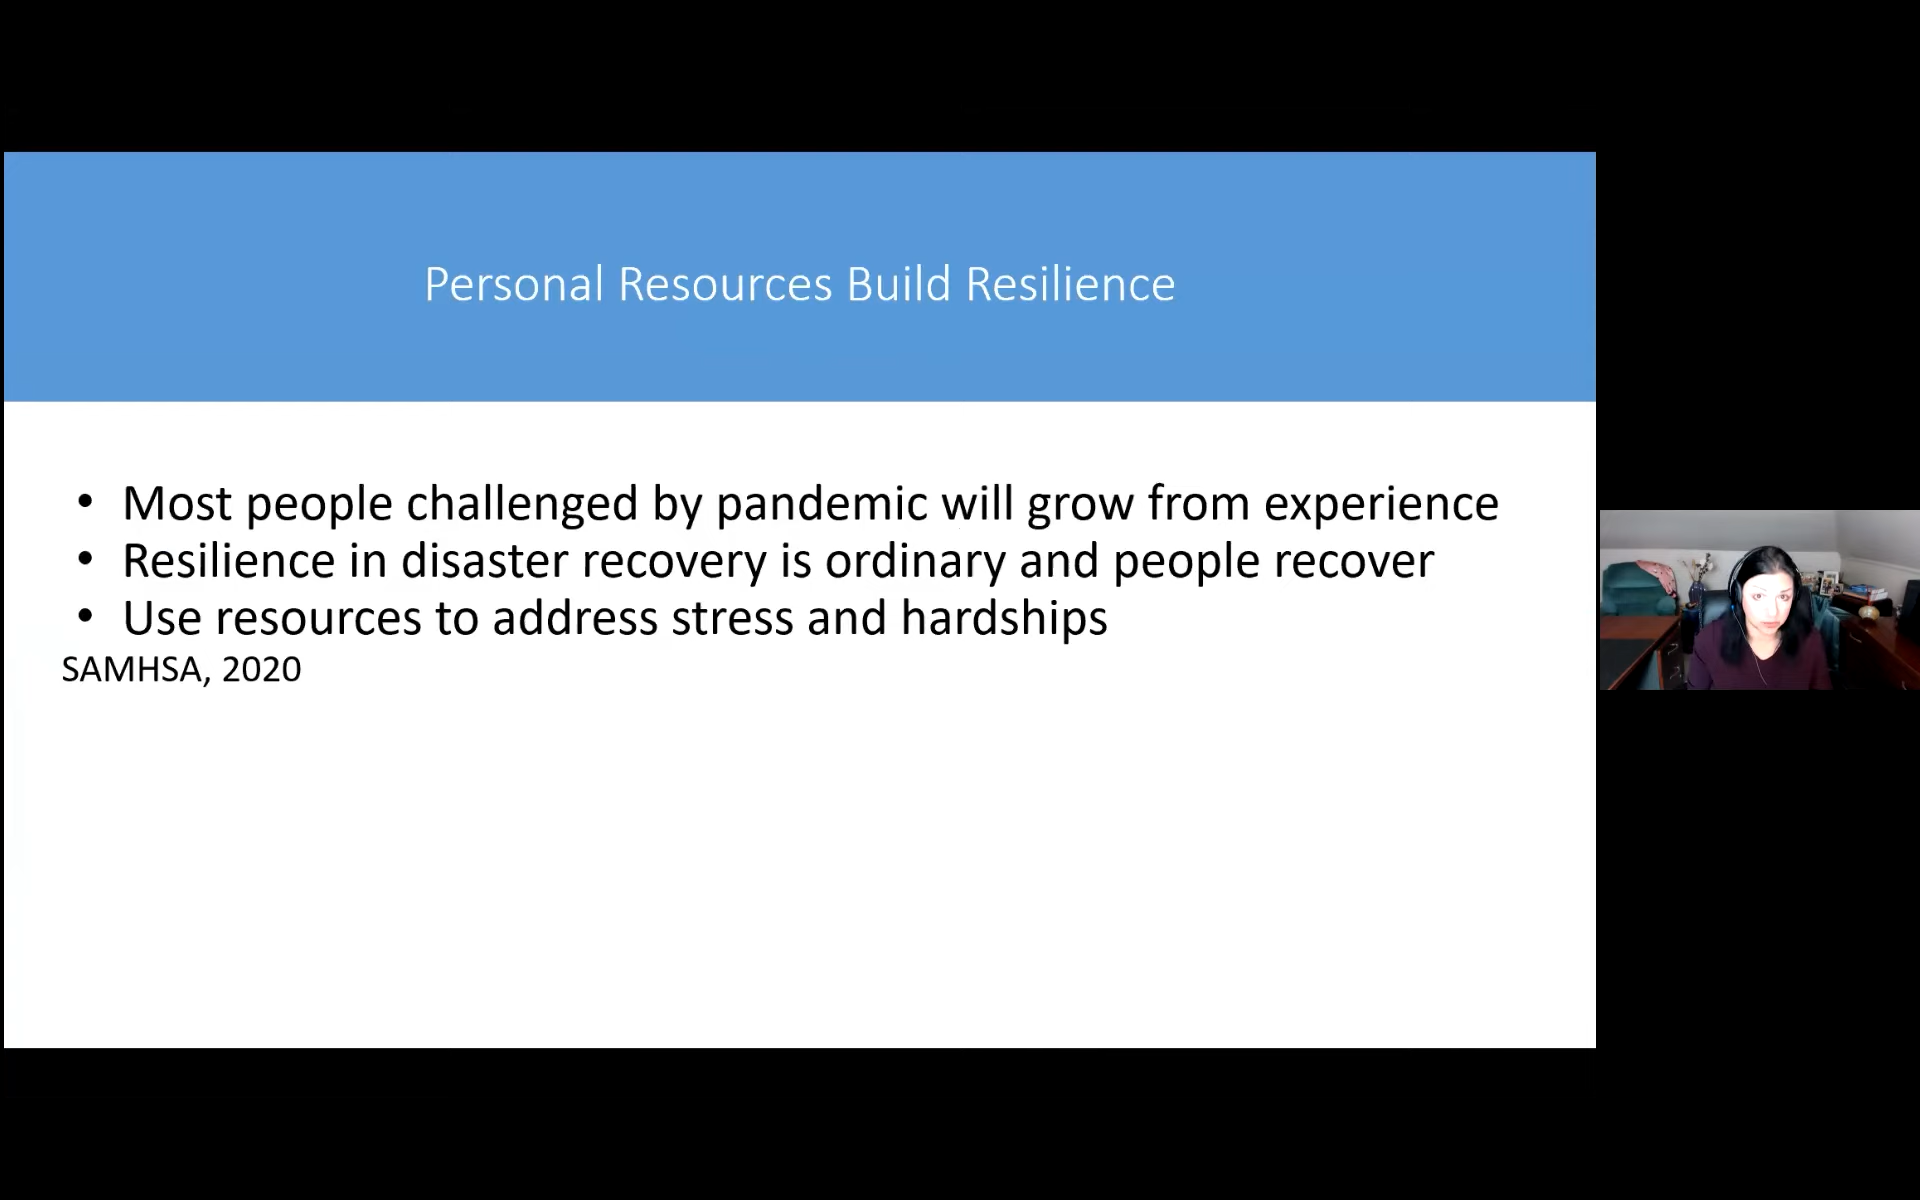 Personal Resources Build Resilience
• Most people challenged by pandemic will grow from experience
• Resilience in disaster recovery is ordinary and people recover
• Use resources to address stress and hardships
SAMHSA, 2020